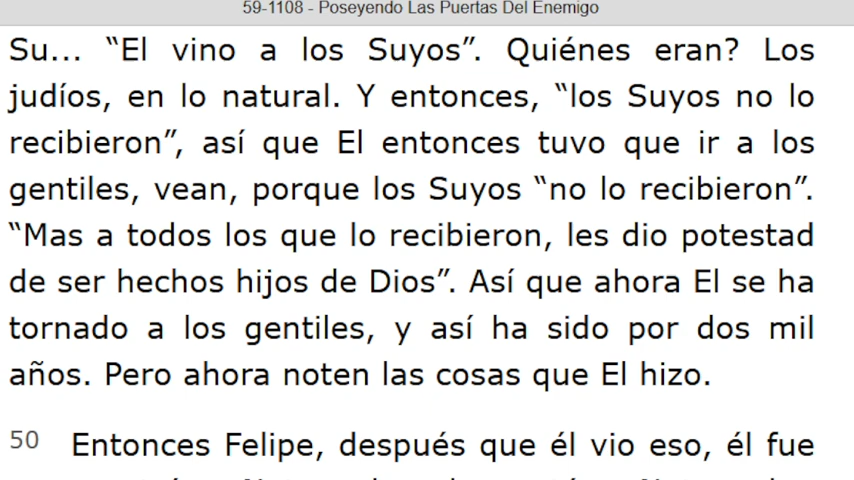 59-1108 - Poseyendo Las Puertas Del Enemigo
Su... “El vino a los Suyos”. Quiénes eran? Los
judíos, en lo natural. Y entonces, “los Suyos no lo
recibieron”, así que El entonces tuvo que ir a los
gentiles, vean, porque los Suyos “no lo recibieron”.
“Mas a todos los que lo recibieron, les dio potestad
de ser hechos hijos de Dios”. Así que ahora El se ha
tornado a los gentiles, y así ha sido por dos mil
años. Pero ahora noten las cosas que El hizo.
50 Entonces Felipe, después que él vio eso, él fue